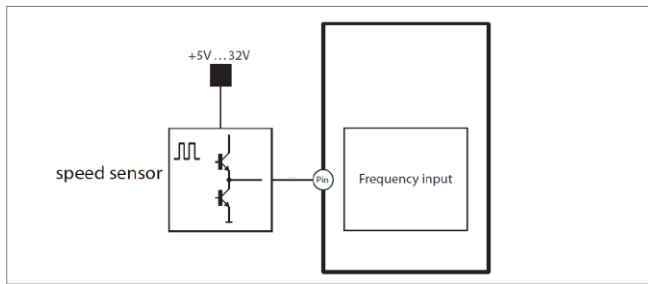 +5V...32V
speed sensor
Pin
Frequency input